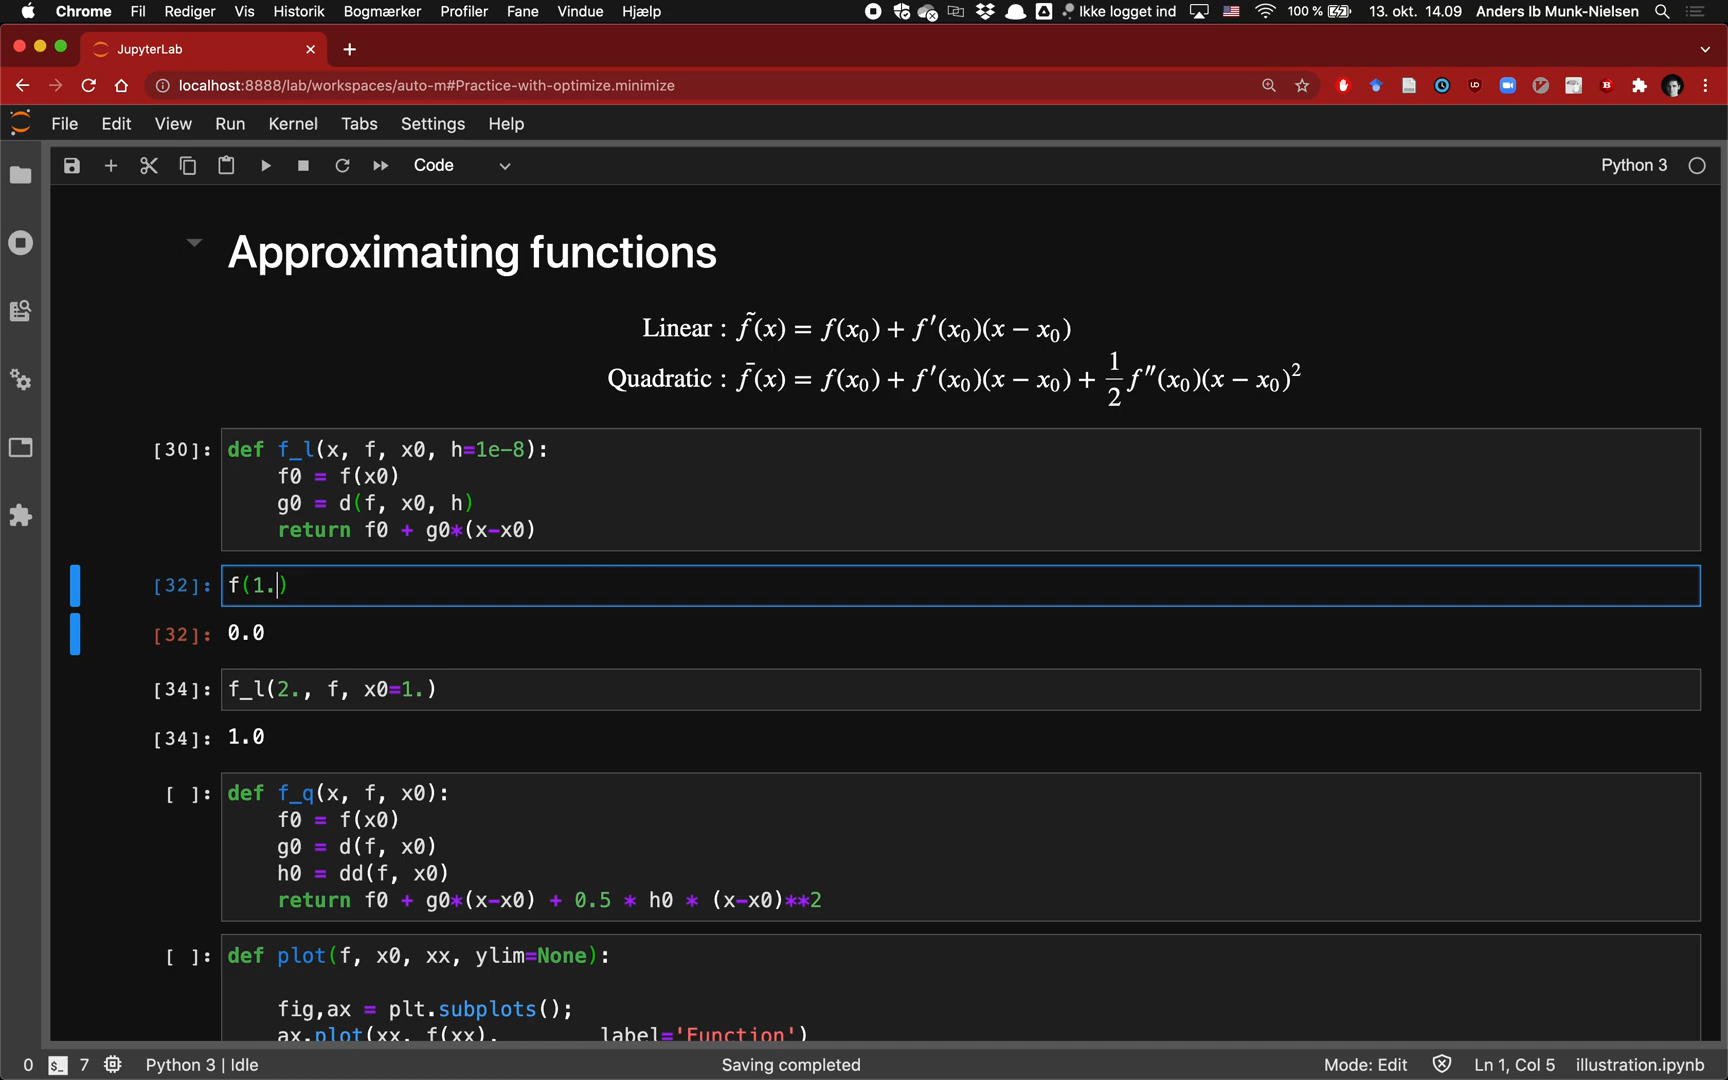 Chrome Fil Rediger Vis Historik Bogmærker Profiler Fane Vindue Hjælp Ikke logget ind 100 % 13. okt. 14.09 Anders Ib Munk-Nielsen
JupyterLab
localhost:8888/lab/workspaces/auto-m#Practice-with-optimize.minimize
File Edit View Run Kernel Tabs Settings Help
Code Python 3
Approximating functions
Linear : f̃(x) = f(x₀) + f′(x₀)(x − x₀)
Quadratic : f̄(x) = f(x₀) + f′(x₀)(x − x₀) + 1/2 f″(x₀)(x − x₀)²
[30]: def f_l(x, f, x0, h=1e-8):
f0 = f(x0)
g0 = d(f, x0, h)
return f0 + g0*(x-x0)
[32]: f(1.)
[32]: 0.0
[34]: f_l(2., f, x0=1.)
[34]: 1.0
[ ]: def f_q(x, f, x0):
f0 = f(x0)
g0 = d(f, x0)
h0 = dd(f, x0)
return f0 + g0*(x-x0) + 0.5 * h0 * (x-x0)**2
[ ]: def plot(f, x0, xx, ylim=None):
fig,ax = plt.subplots();
ax.plot(xx, f(xx), label='Function')
0 $_ 7 Python 3 | Idle Saving completed Mode: Edit Ln 1, Col 5 illustration.ipynb